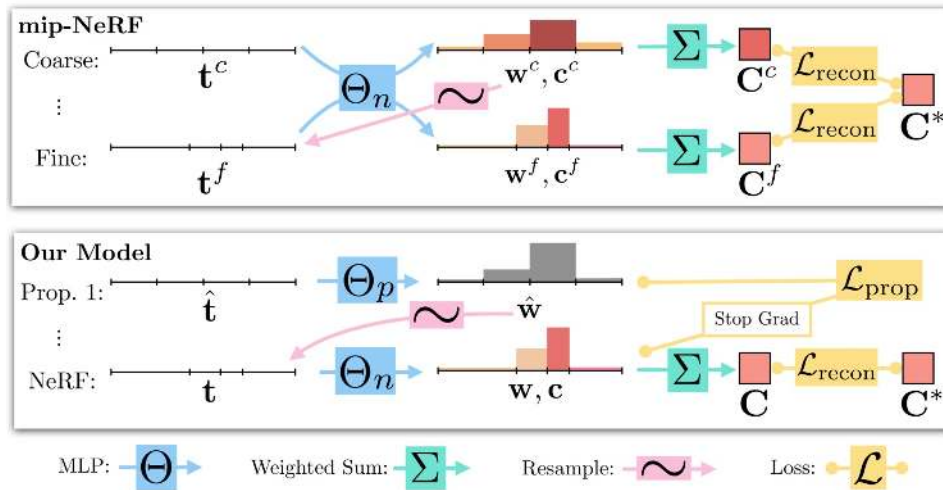 mip-NeRF
Coarse:
t^c
Θ_n
w^c, c^c
Σ
C^c
L_recon
C*
L_recon
⋮
~
Fine:
t^f
w^f, c^f
Σ
C^f
Our Model
Prop. 1:
t̂
Θ_p
ŵ
L_prop
Stop Grad
⋮
~
NeRF:
t
Θ_n
w, c
Σ
C
L_recon
C*
MLP: Θ Weighted Sum: Σ Resample: ~ Loss: L